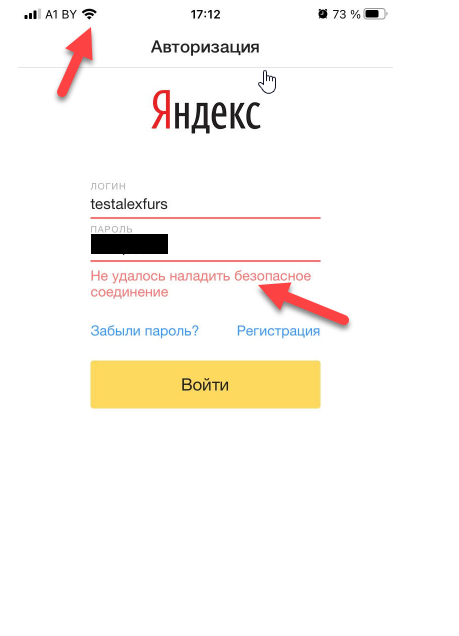 A1 BY 17:12 73 %
Авторизация
Яндекс
ЛОГИН
testalexfurs
ПАРОЛЬ
Не удалось наладить безопасное
соединение
Забыли пароль? Регистрация
Войти